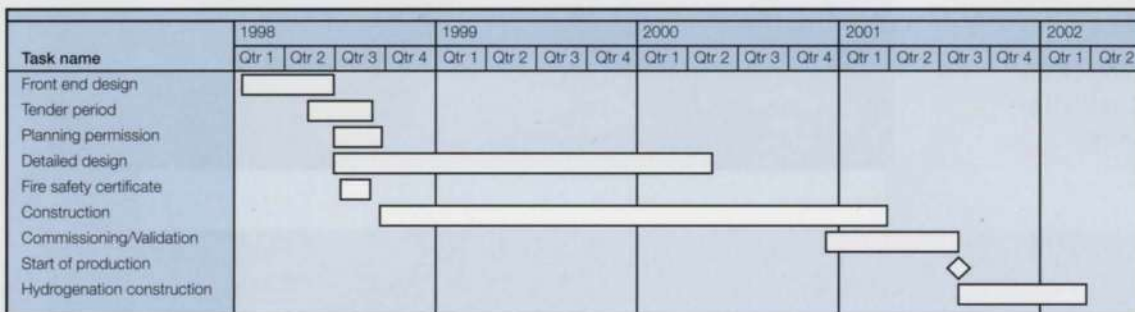 1998 1999 2000 2001 2002
Task name Qtr 1 Qtr 2 Qtr 3 Qtr 4 Qtr 1 Qtr 2 Qtr 3 Qtr 4 Qtr 1 Qtr 2 Qtr 3 Qtr 4 Qtr 1 Qtr 2 Qtr 3 Qtr 4 Qtr 1 Qtr 2
Front end design
Tender period
Planning permission
Detailed design
Fire safety certificate
Construction
Commissioning/Validation
Start of production
Hydrogenation construction